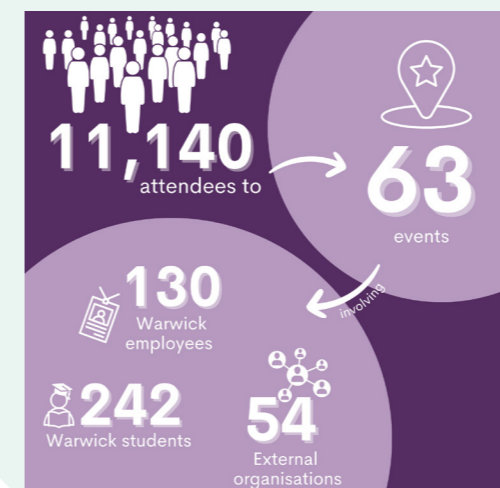 11,140
attendees to
63
events
involving
130
Warwick
employees
242
Warwick students
54
External
organisations